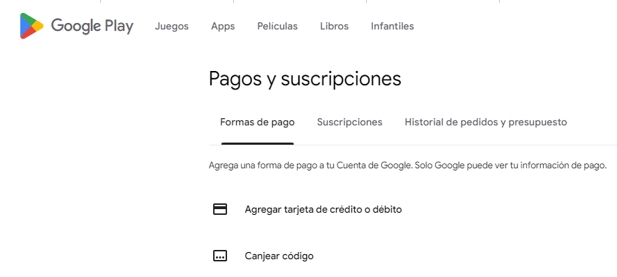 Google Play Juegos Apps Películas Libros Infantiles
Pagos y suscripciones
Formas de pago Suscripciones Historial de pedidos y presupuesto
Agrega una forma de pago a tu Cuenta de Google. Solo Google puede ver tu información de pago.
Agregar tarjeta de crédito o débito
Canjear código